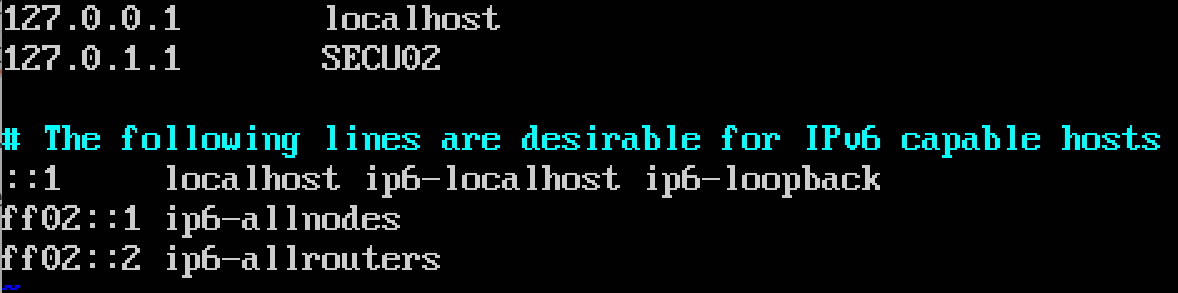 127.0.0.1       localhost
127.0.1.1       SECU02
# The following lines are desirable for IPv6 capable hosts
::1     localhost ip6-localhost ip6-loopback
ff02::1 ip6-allnodes
ff02::2 ip6-allrouters
~